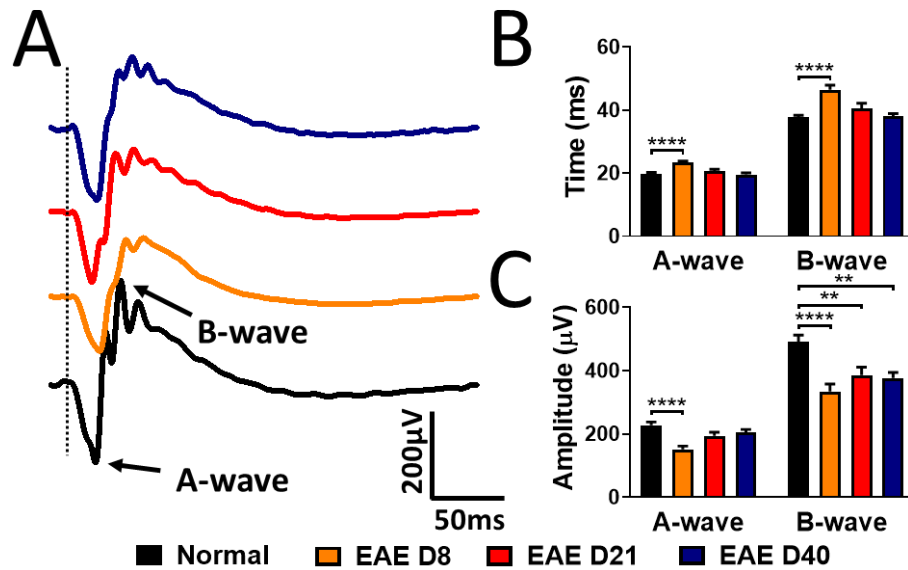 A
B-wave
A-wave
200µV
50ms
B
Time (ms)
60
40
20
0
****
****
A-wave
B-wave
C
Amplitude (µV)
600
400
200
0
****
**
**
****
A-wave
B-wave
Normal
EAE D8
EAE D21
EAE D40